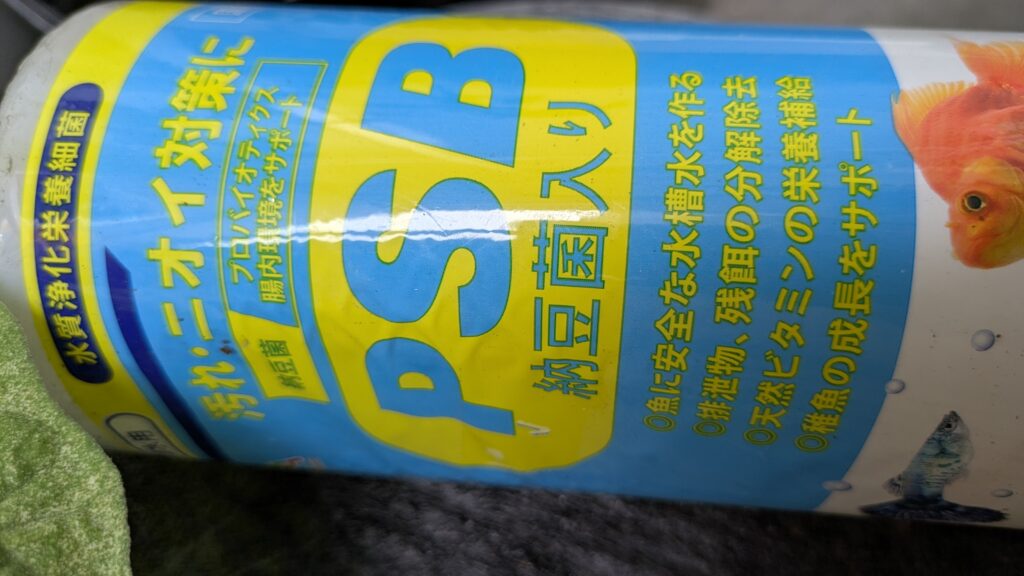 水質浄化栄養細菌
汚れ・ニオイ対策に
納豆菌
プロバイオティクス
腸内環境をサポート
PSB
納豆菌入り
◎魚に安全な水槽水を作る
◎排泄物、残餌の分解除去
◎天然ビタミンの栄養補給
◎稚魚の成長をサポート